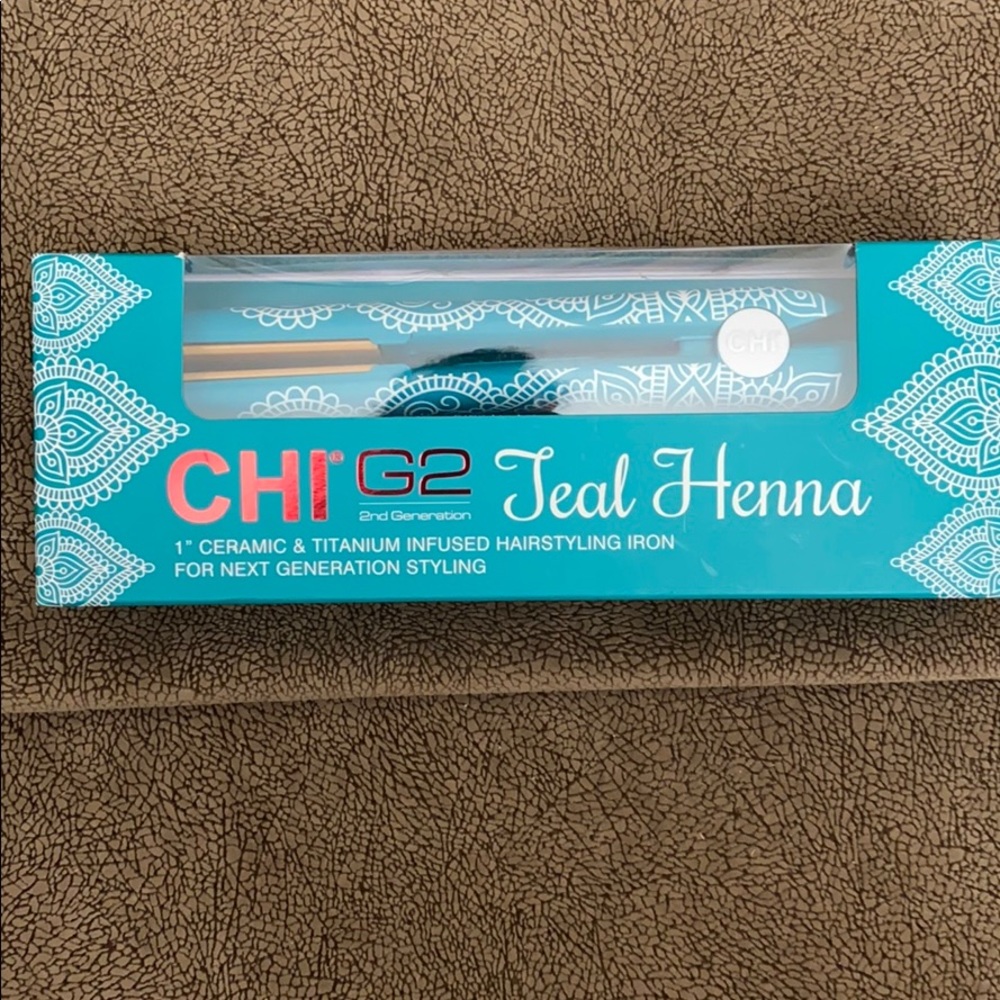 CHI
CHI® G2 Teal Henna
2nd Generation
1" CERAMIC & TITANIUM INFUSED HAIRSTYLING IRON
FOR NEXT GENERATION STYLING